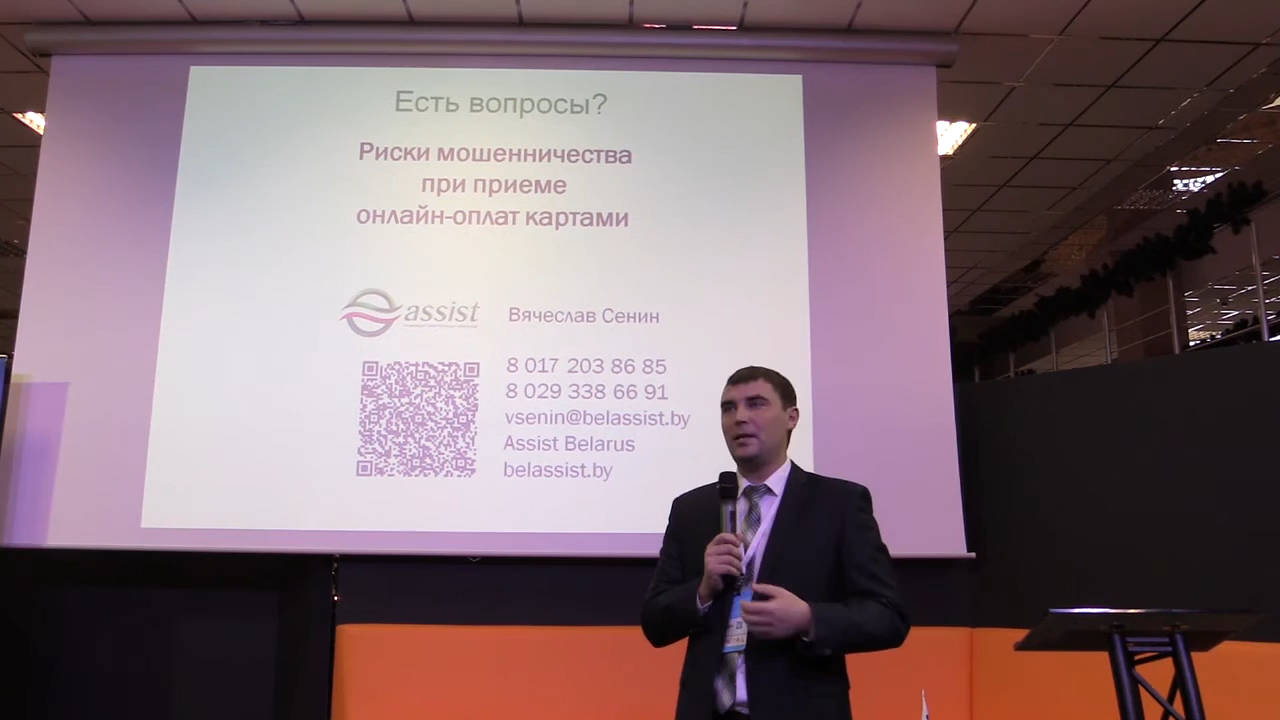 Есть вопросы?
Риски мошенничества
при приеме
онлайн-оплат картами
assist
Вячеслав Сенин
8 017 203 86 85
8 029 338 66 91
vsenin@belassist.by
Assist Belarus
belassist.by